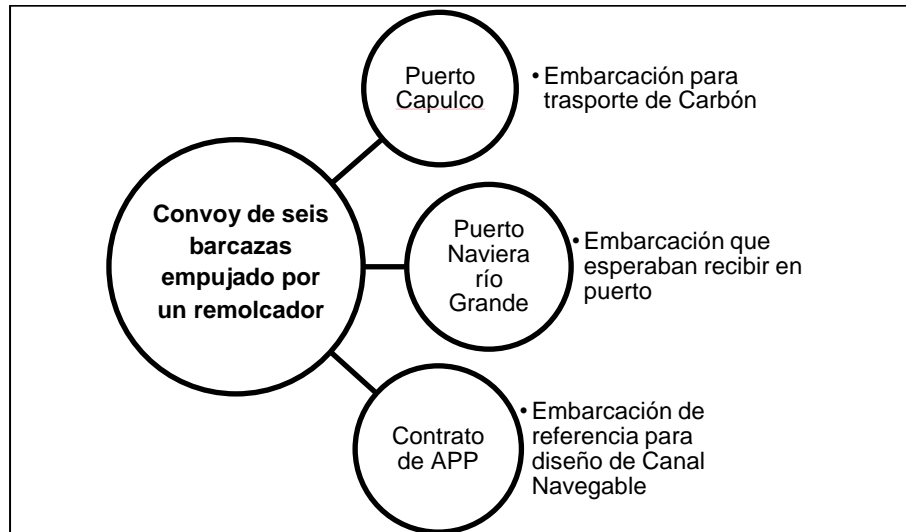 Convoy de seis
barcazas
empujado por
un remolcador
Puerto
Capulco
• Embarcación para
trasporte de Carbón
Puerto
Naviera
río
Grande
• Embarcación que
esperaban recibir en
puerto
Contrato
de APP
• Embarcación de
referencia para
diseño de Canal
Navegable